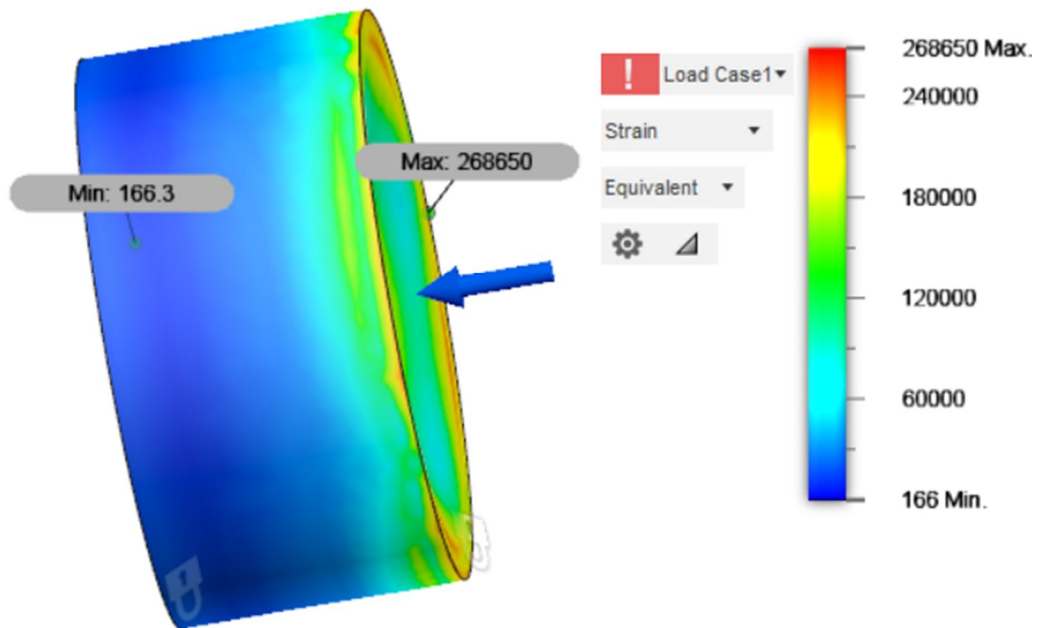 268650 Max.
! Load Case1
240000
Strain
Max: 268650
Min: 166.3
Equivalent
180000
120000
60000
166 Min.